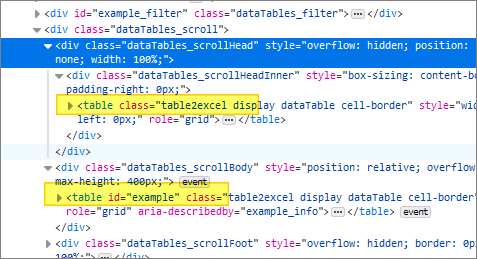 <div id="example_filter" class="dataTables_filter">⋯</div>
<div class="dataTables_scroll">
<div class="dataTables_scrollHead" style="overflow: hidden; position:
none; width: 100%;">
<div class="dataTables_scrollHeadInner" style="box-sizing: content-bo
padding-right: 0px;">
<table class="table2excel display dataTable cell-border" style="wid
left: 0px;" role="grid">⋯</table>
</div>
</div>
<div class="dataTables_scrollBody" style="position: relative; overflow
max-height: 400px;"> event
<table id="example" class="table2excel display dataTable cell-border"
role="grid" aria-describedby="example_info">⋯</table> event
</div>
<div class="dataTables_scrollFoot" style="overflow: hidden; border: 0p
100%;">⋯</div>